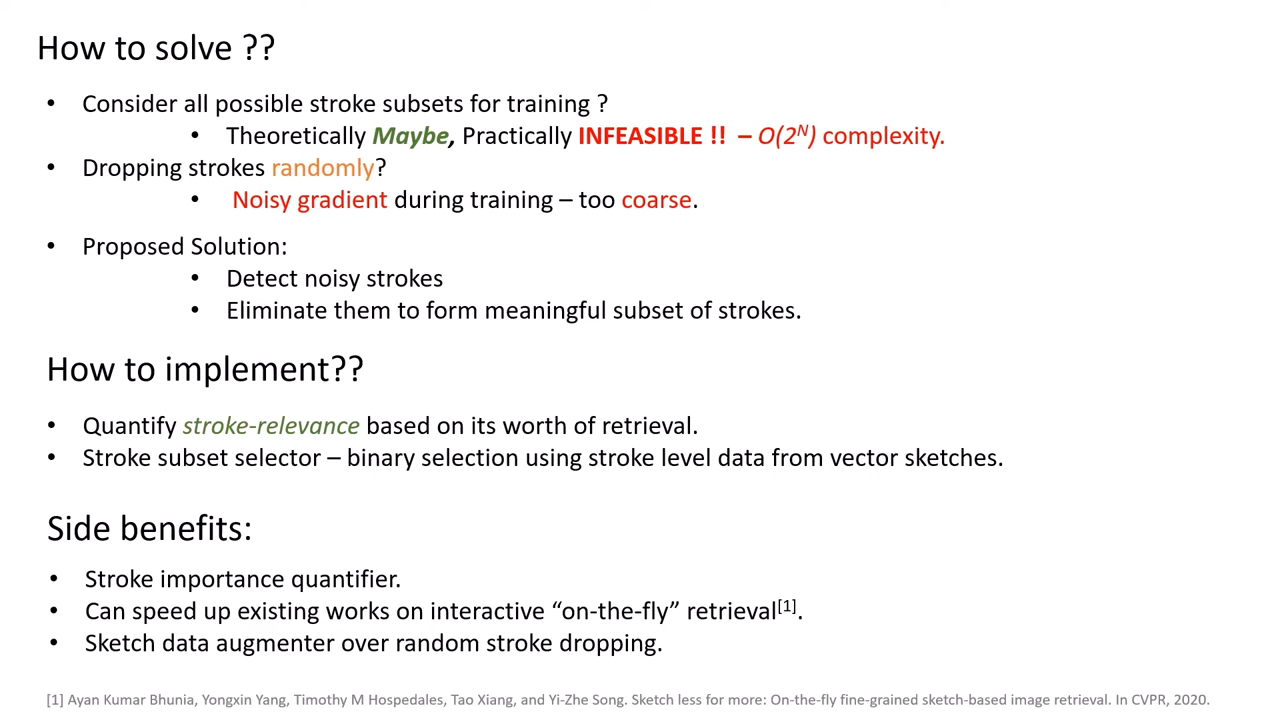 How to solve ??
• Consider all possible stroke subsets for training ?
• Theoretically Maybe, Practically INFEASIBLE !! – O(2^N) complexity.
• Dropping strokes randomly?
• Noisy gradient during training – too coarse.
• Proposed Solution:
• Detect noisy strokes
• Eliminate them to form meaningful subset of strokes.
How to implement??
• Quantify stroke-relevance based on its worth of retrieval.
• Stroke subset selector – binary selection using stroke level data from vector sketches.
Side benefits:
• Stroke importance quantifier.
• Can speed up existing works on interactive “on-the-fly” retrieval[1].
• Sketch data augmenter over random stroke dropping.
[1] Ayan Kumar Bhunia, Yongxin Yang, Timothy M Hospedales, Tao Xiang, and Yi-Zhe Song. Sketch less for more: On-the-fly fine-grained sketch-based image retrieval. In CVPR, 2020.